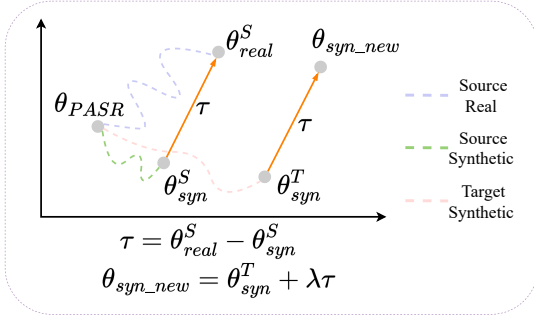 θ^S_real
θ_syn_new
θ_PASR
τ
τ
θ^S_syn
θ^T_syn
Source
Real
Source
Synthetic
Target
Synthetic
τ = θ^S_real − θ^S_syn
θ_syn_new = θ^T_syn + λτ